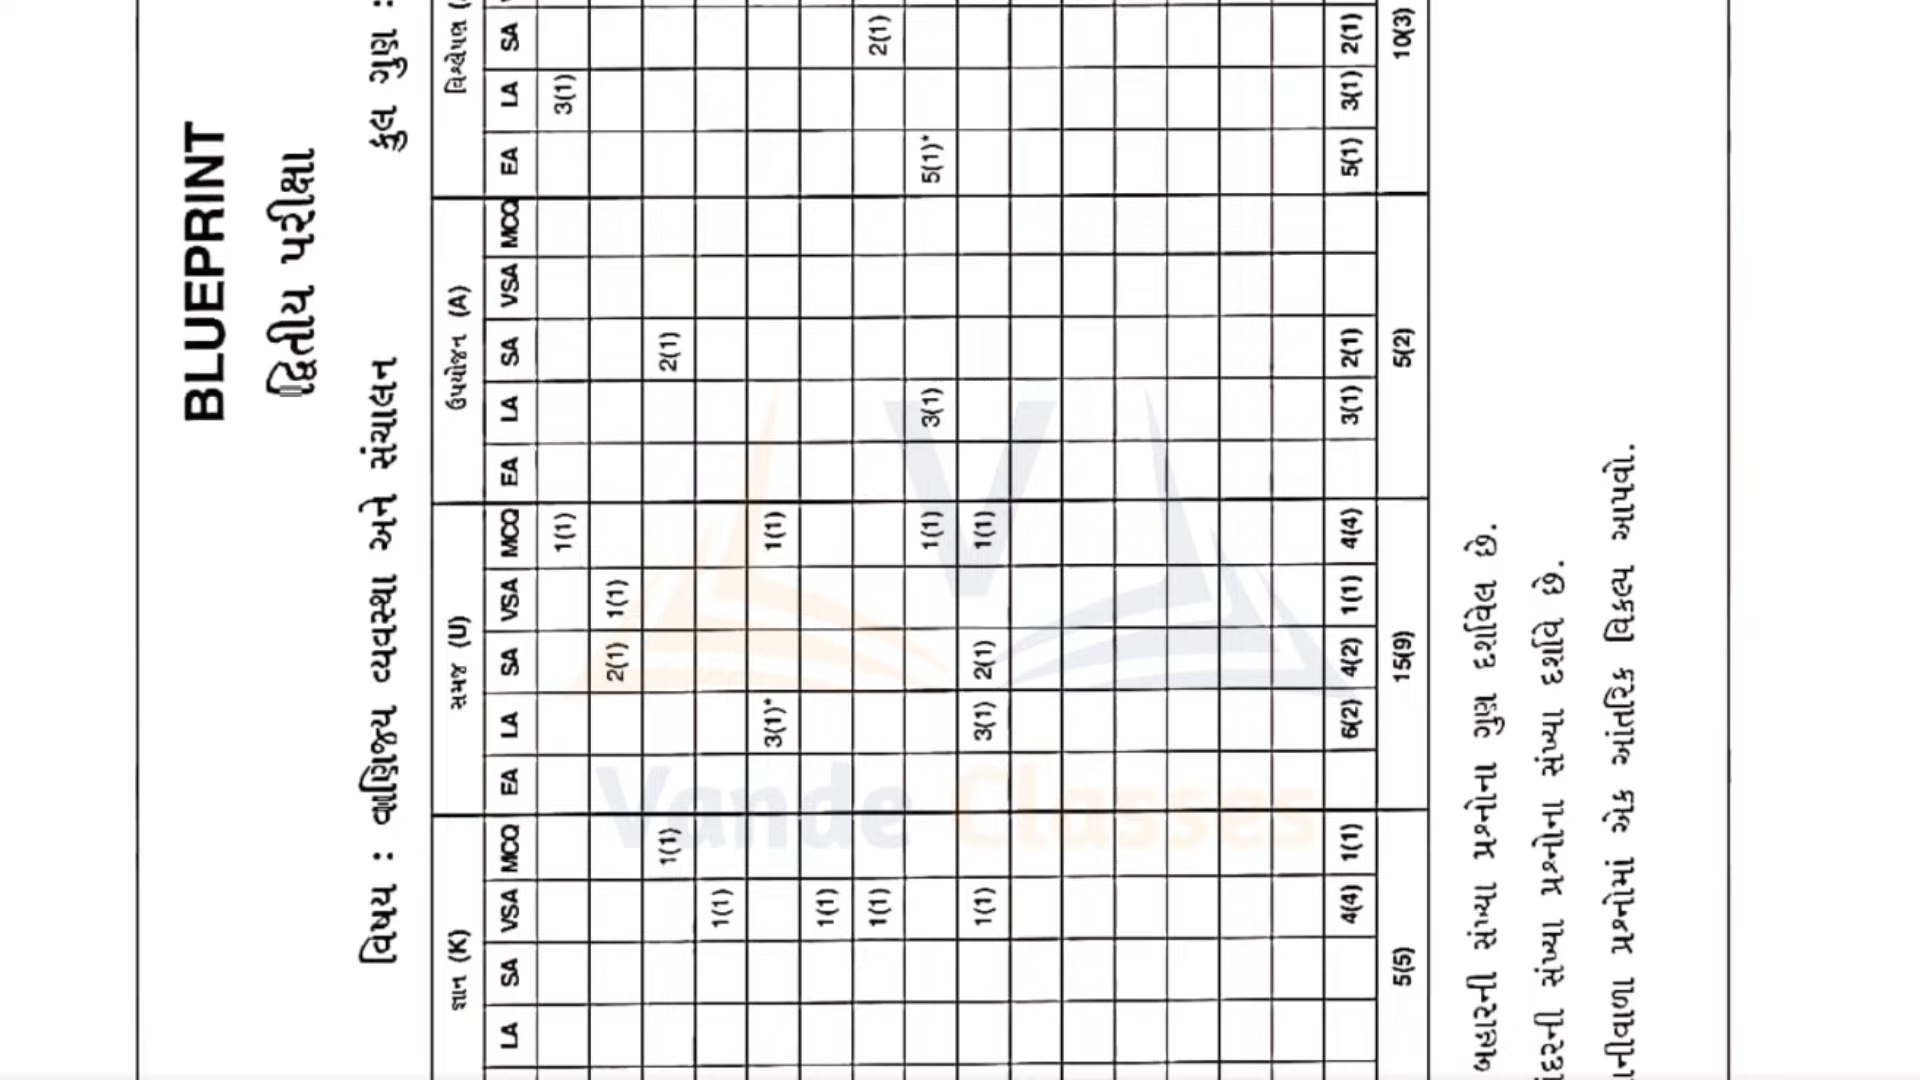 BLUEPRINT
દ્વિતીય પરીક્ષા
વિષય : વાણિજ્ય વ્યવસ્થા અને સંચાલન કુલ ગુણ :
જ્ઞાન (K) સમજ (U) ઉપયોજન (A) વિશ્લેષણ
LA SA VSA MCQ EA LA SA VSA MCQ EA LA SA VSA MCQ EA LA SA
1(1) 3(1)
2(1) 1(1)
1(1) 2(1)
1(1)
3(1)* 1(1)
1(1)
1(1) 2(1)
1(1) 3(1) 5(1)*
1(1) 3(1) 2(1) 1(1)
4(4) 1(1) 6(2) 4(2) 1(1) 4(4) 3(1) 2(1) 5(1) 3(1) 2(1)
5(5) 15(9) 5(2) 10(3)
બહારની સંખ્યા પ્રશ્નોના ગુણ દર્શાવેલ છે.
સંખ્યા પ્રશ્નોના સંખ્યા દર્શાવે છે.
પ્રશ્નોમાં એક આંતરિક વિકલ્પ આપવો.
V
Vande Classes